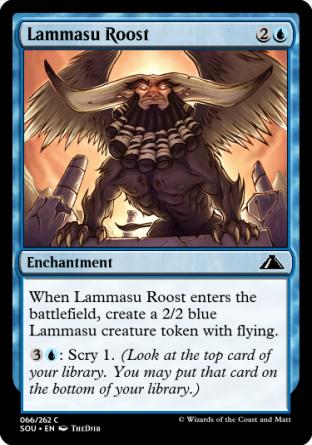 Lammasu Roost 2
Enchantment
When Lammasu Roost enters the
battlefield, create a 2/2 blue
Lammasu creature token with flying.
3 : Scry 1. (Look at the top card of
your library. You may put that card
on the bottom of your library.)
066/262 C
SOU • EN TheDiiB © Wizards of the Coast and Matt